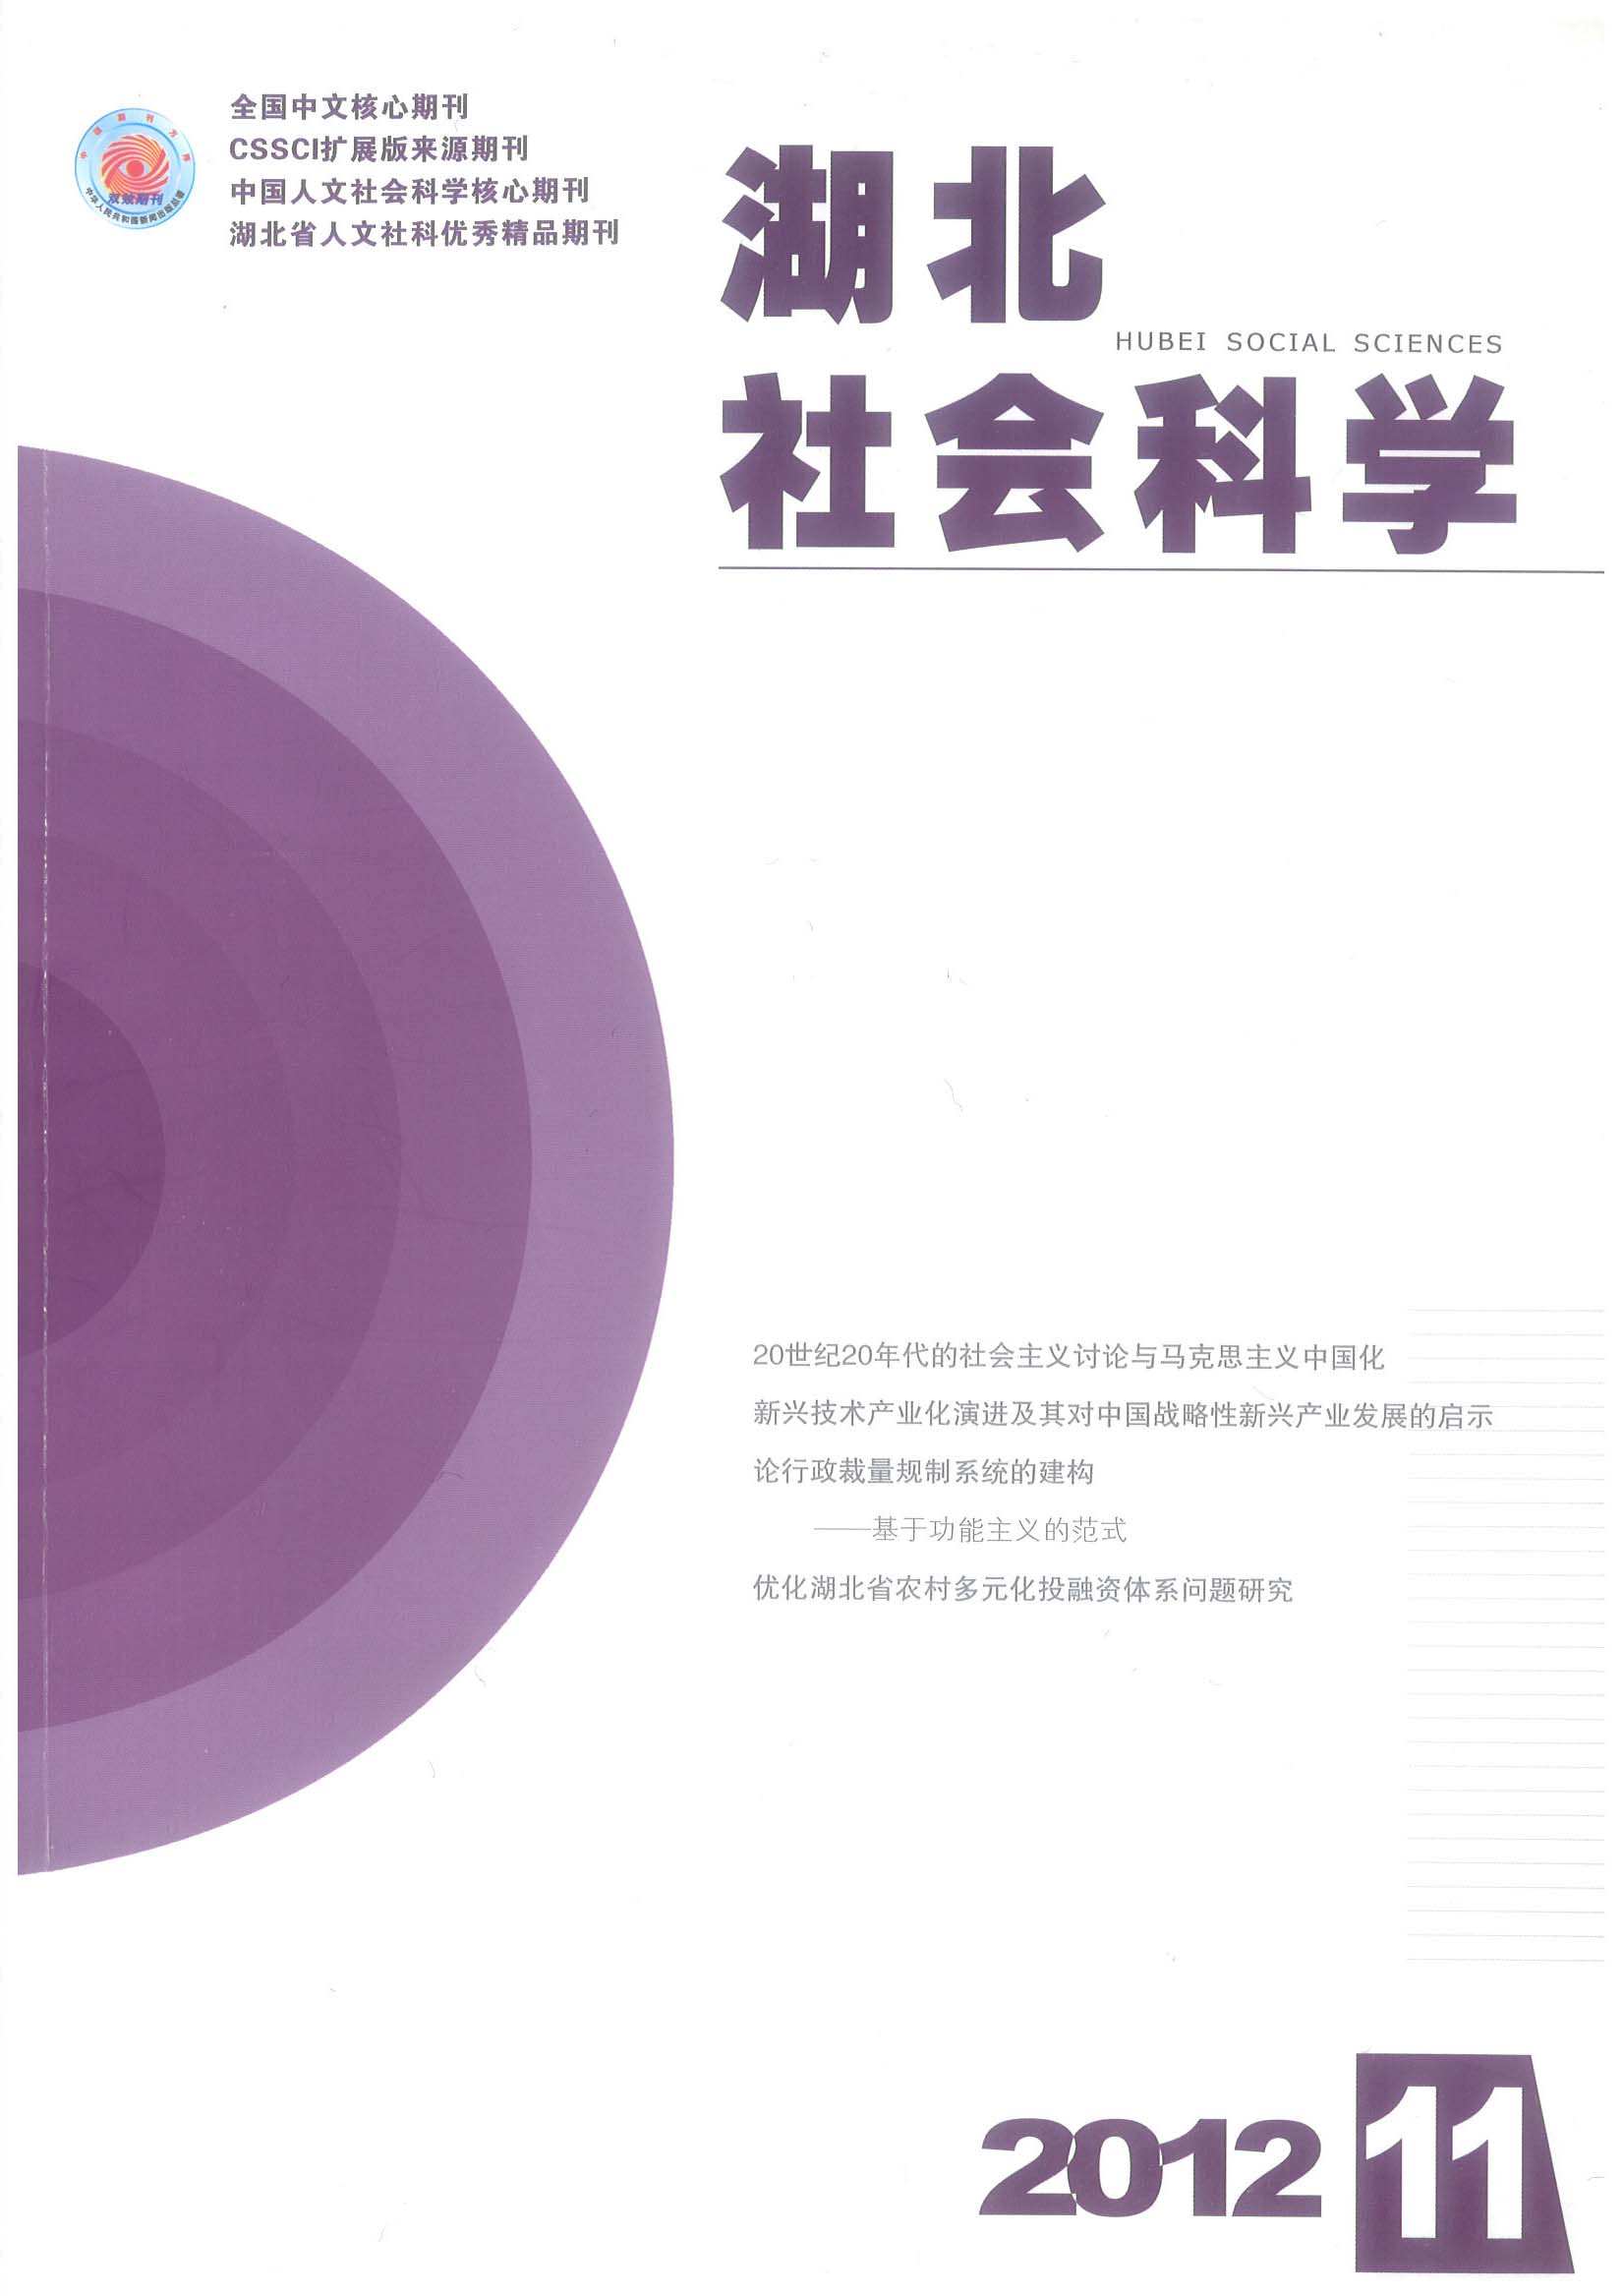 全国中文核心期刊
CSSCI扩展版来源期刊
中国人文社会科学核心期刊
湖北省人文社科优秀精品期刊
双效期刊
湖北
HUBEI SOCIAL SCIENCES
社会科学
20世纪20年代的社会主义讨论与马克思主义中国化
新兴技术产业化演进及其对中国战略性新兴产业发展的启示
论行政裁量规制系统的建构
——基于功能主义的范式
优化湖北省农村多元化投融资体系问题研究
2012 11